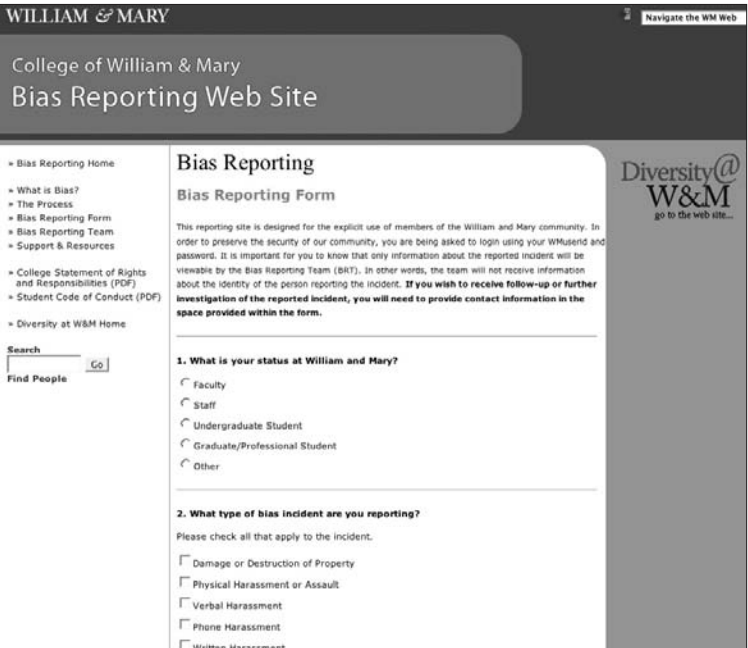 WILLIAM & MARY
Navigate the WM Web
College of William & Mary
Bias Reporting Web Site
» Bias Reporting Home
» What is Bias?
» The Process
» Bias Reporting Form
» Bias Reporting Team
» Support & Resources
» College Statement of Rights
and Responsibilities (PDF)
» Student Code of Conduct (PDF)
» Diversity at W&M Home
Search
Go
Find People
Bias Reporting
Bias Reporting Form
This reporting site is designed for the explicit use of members of the William and Mary community. In
order to preserve the security of our community, you are being asked to login using your WMuserid and
password. It is important for you to know that only information about the reported incident will be
viewable by the Bias Reporting Team (BRT). In other words, the team will not receive information
about the identity of the person reporting the incident. If you wish to receive follow-up or further
investigation of the reported incident, you will need to provide contact information in the
space provided within the form.
1. What is your status at William and Mary?
Faculty
Staff
Undergraduate Student
Graduate/Professional Student
Other
2. What type of bias incident are you reporting?
Please check all that apply to the incident.
Damage or Destruction of Property
Physical Harassment or Assault
Verbal Harassment
Phone Harassment
Written Harassment
Diversity@
W&M
go to the web site...